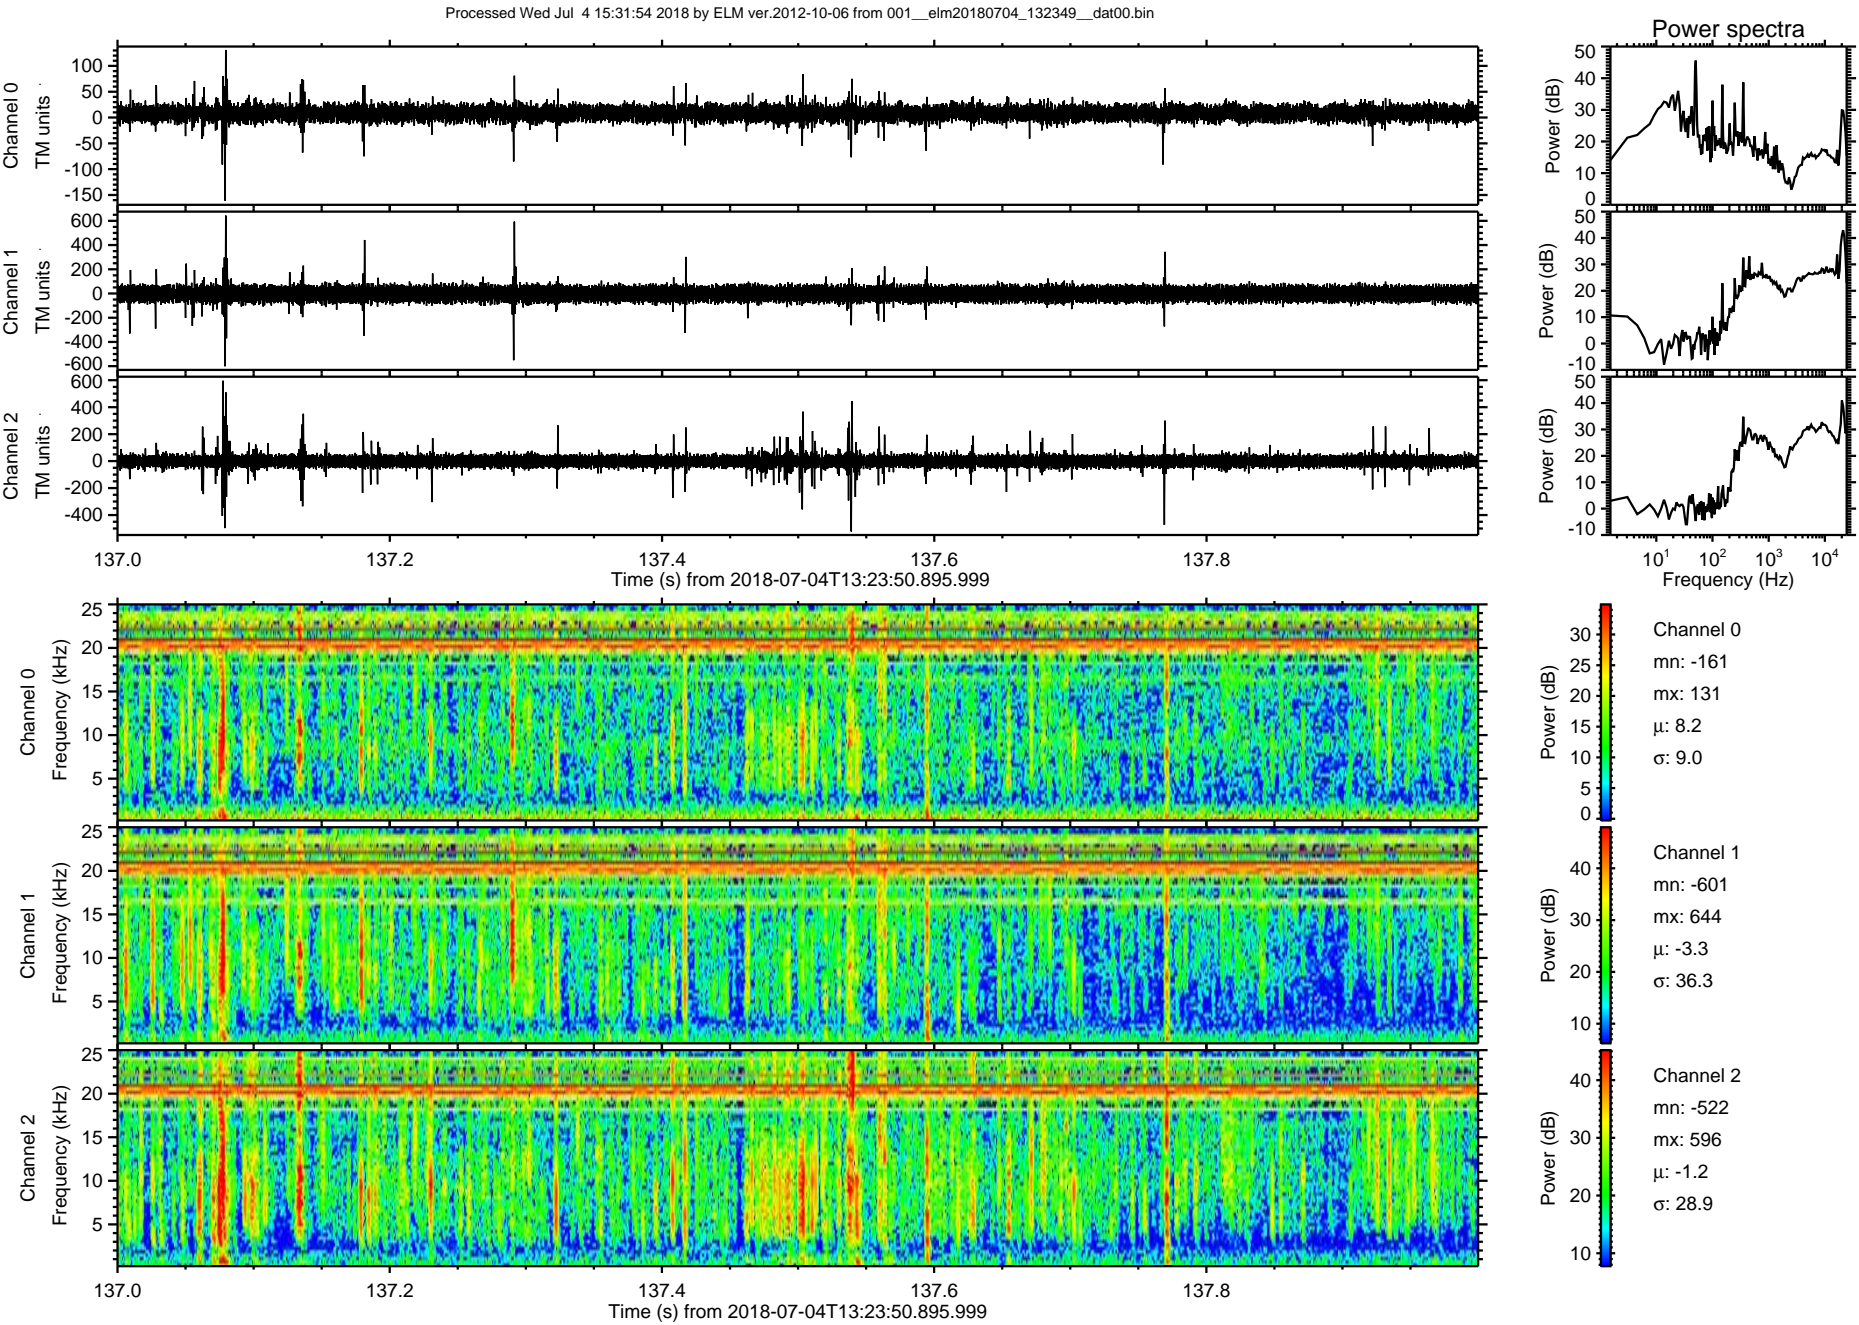 Processed Wed Jul  4 15:31:54 2018 by ELM ver.2012-10-06 from 001__elm20180704_132349__dat00.bin
Power spectra
Channel 0
TM units
100
50
0
-50
-100
-150
Power (dB)
50
40
30
20
10
0
Channel 1
TM units
600
400
200
0
-200
-400
-600
Power (dB)
50
40
30
20
10
0
-10
Channel 2
TM units
600
400
200
0
-200
-400
Power (dB)
50
40
30
20
10
0
-10
137.0 137.2 137.4 137.6 137.8
Time (s) from 2018-07-04T13:23:50.895.999
10¹ 10² 10³ 10⁴
Frequency (Hz)
Channel 0
Frequency (kHz)
25
20
15
10
5
Power (dB)
30
25
20
15
10
5
0
Channel 0
mn: -161
mx: 131
μ: 8.2
σ: 9.0
Channel 1
Frequency (kHz)
25
20
15
10
5
Power (dB)
40
30
20
10
Channel 1
mn: -601
mx: 644
μ: -3.3
σ: 36.3
Channel 2
Frequency (kHz)
25
20
15
10
5
Power (dB)
40
30
20
10
Channel 2
mn: -522
mx: 596
μ: -1.2
σ: 28.9
137.0 137.2 137.4 137.6 137.8
Time (s) from 2018-07-04T13:23:50.895.999